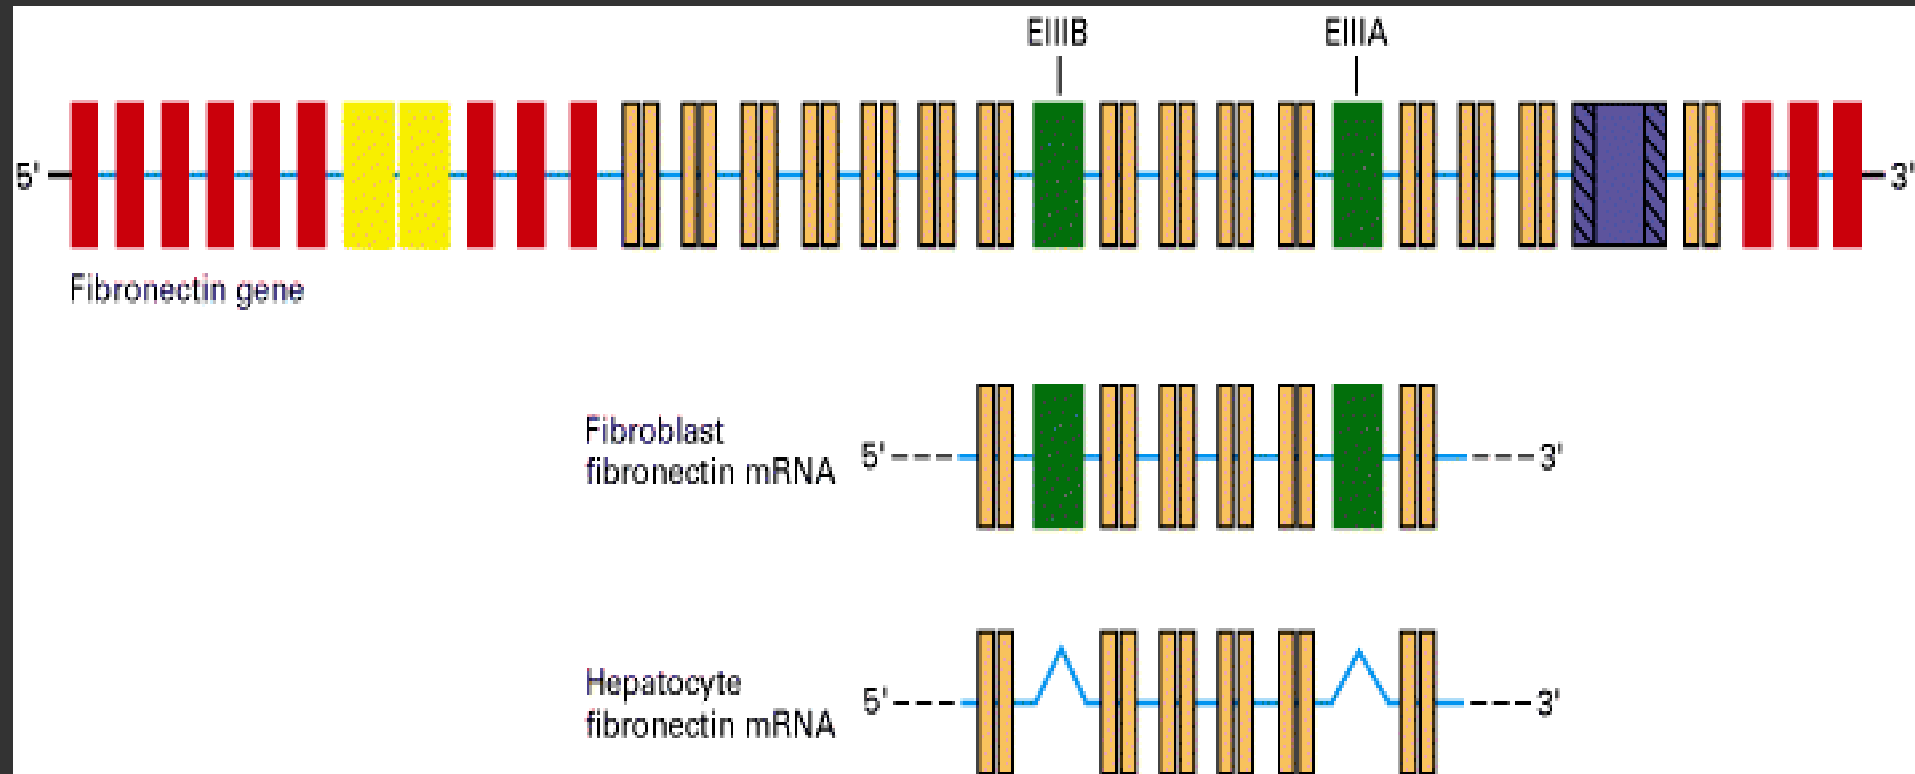 EIIIB
EIIIA
5'
3'
Fibronectin gene
Fibroblast
fibronectin mRNA
5'
3'
Hepatocyte
fibronectin mRNA
5'
3'